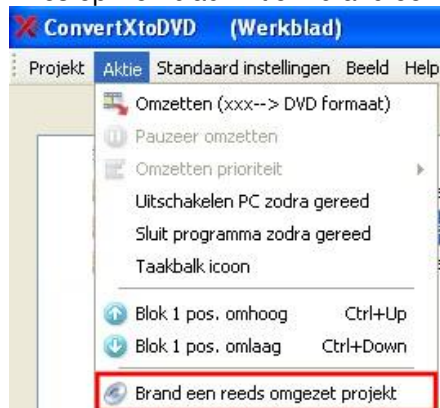 ConvertXtoDVD (Werkblad)
Projekt Aktie Standaard instellingen Beeld Help
Omzetten (xxx--> DVD formaat)
Pauzeer omzetten
Omzetten prioriteit
Uitschakelen PC zodra gereed
Sluit programma zodra gereed
Taakbalk icoon
Blok 1 pos. omhoog Ctrl+Up
Blok 1 pos. omlaag Ctrl+Down
Brand een reeds omgezet projekt